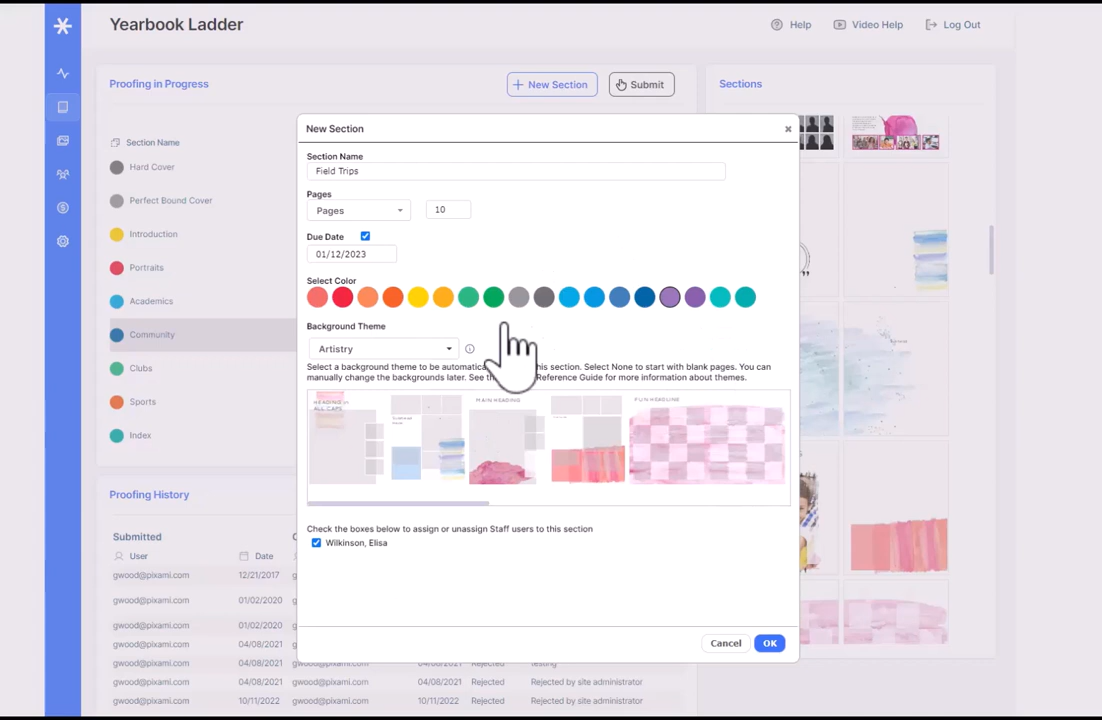 Yearbook Ladder
Help
Video Help
Log Out
Proofing in Progress
New Section
Submit
Sections
Section Name
Hard Cover
Perfect Bound Cover
Introduction
Portraits
Academics
Community
Clubs
Sports
Index
New Section
Section Name
Field Trips
Pages
Pages
10
Due Date
01/12/2023
Select Color
Background Theme
Artistry
Select a background theme to be automatica this section. Select None to start with blank pages. You can
manually change the backgrounds later. See the Reference Guide for more information about themes.
HEADING in
ALL CAPS
MAIN HEADING
FUN HEADLINE
Check the boxes below to assign or unassign Staff users to this section
Wilkinson, Elisa
Cancel
OK
Proofing History
Submitted
User
Date
gwood@pixami.com 12/21/2017
gwood@pixami.com 01/02/2020
gwood@pixami.com 01/02/2020
gwood@pixami.com 04/08/2021
gwood@pixami.com 04/08/2021 gwood@pixami.com 04/08/2021 Rejected testing
gwood@pixami.com 04/08/2021 gwood@pixami.com 04/08/2021 Rejected Rejected by site administrator
gwood@pixami.com 10/11/2022 gwood@pixami.com 10/11/2022 Rejected Rejected by site administrator